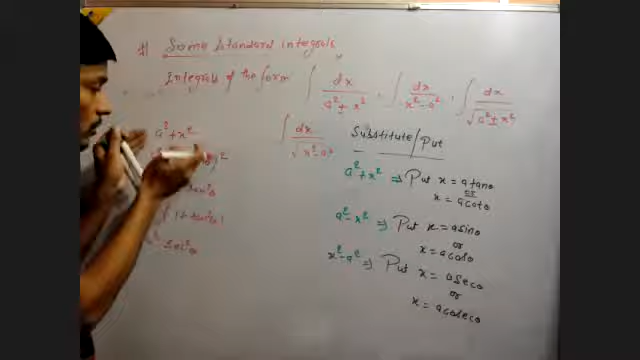 # Some Standard Integrals
Integrals of the form ∫ dx/(a²±x²), ∫ dx/(x²-a²), ∫ dx/√(a²±x²)
∫ dx/√(x²-a²)
a²+x²
Sec²θ
Substitute/Put
a²+x² ⇒ Put x = a tanθ
or
x = a cotθ
a²-x² ⇒ Put x = a sinθ
or
x = a cosθ
x²-a² ⇒ Put x = a Secθ
or
x = a cosecθ